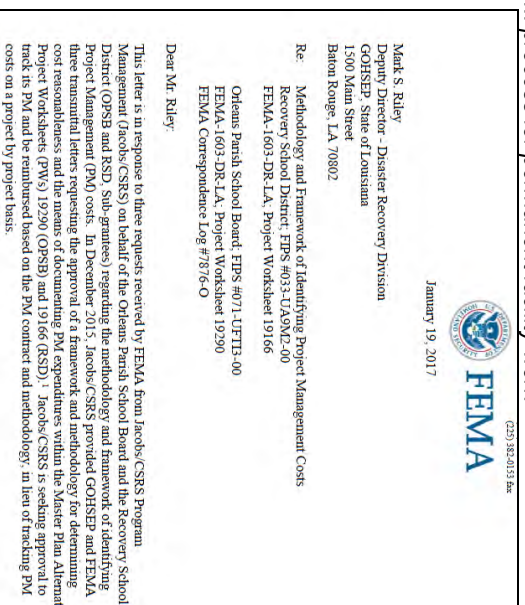 (225) 382-0153 fax
FEMA
January 19, 2017
Mark S. Riley
Deputy Director - Disaster Recovery Division
GOHSEP, State of Louisiana
1500 Main Street
Baton Rouge, LA 70802
Re: Methodology and Framework of Identifying Project Management Costs
Recovery School District; FIPS #033-UA9M2-00
FEMA-1603-DR-LA; Project Worksheet 19166
Orleans Parish School Board; FIPS #071-UFTI3-00
FEMA-1603-DR-LA; Project Worksheet 19290
FEMA Correspondence Log #7876-O
Dear Mr. Riley:
This letter is in response to three requests received by FEMA from Jacobs/CSRS Program
Management (Jacobs/CSRS) on behalf of the Orleans Parish School Board and the Recovery School
District (OPSB and RSD, Sub-grantees) regarding the methodology and framework of identifying
Project Management (PM) costs. In December 2015, Jacobs/CSRS provided GOHSEP and FEMA
three transmittal letters requesting the approval of a framework and methodology for determining
cost reasonableness and the means of documenting PM expenditures within the Master Plan Alternat
Project Worksheets (PWs) 19290 (OPSB) and 19166 (RSD).¹ Jacobs/CSRS is seeking approval to
track its PM and be reimbursed based on the PM contract and methodology, in lieu of tracking PM
costs on a project by project basis.